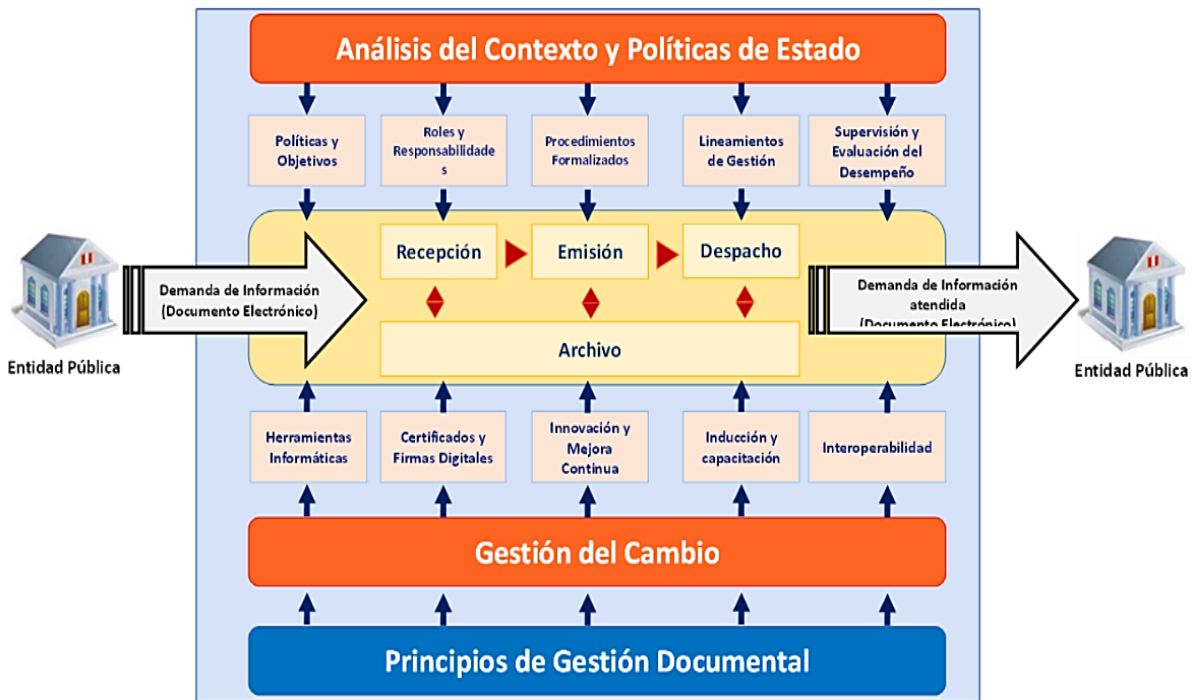 Análisis del Contexto y Políticas de Estado
Políticas y
Objetivos
Roles y
Responsabilidade
s
Procedimientos
Formalizados
Lineamientos
de Gestión
Supervisión y
Evaluación del
Desempeño
Entidad Pública
Demanda de Información
(Documento Electrónico)
Recepción
Emisión
Despacho
Archivo
Demanda de Información
atendida
(Documento Electrónico)
Entidad Pública
Herramientas
Informáticas
Certificados y
Firmas Digitales
Innovación y
Mejora
Continua
Inducción y
capacitación
Interoperabilidad
Gestión del Cambio
Principios de Gestión Documental